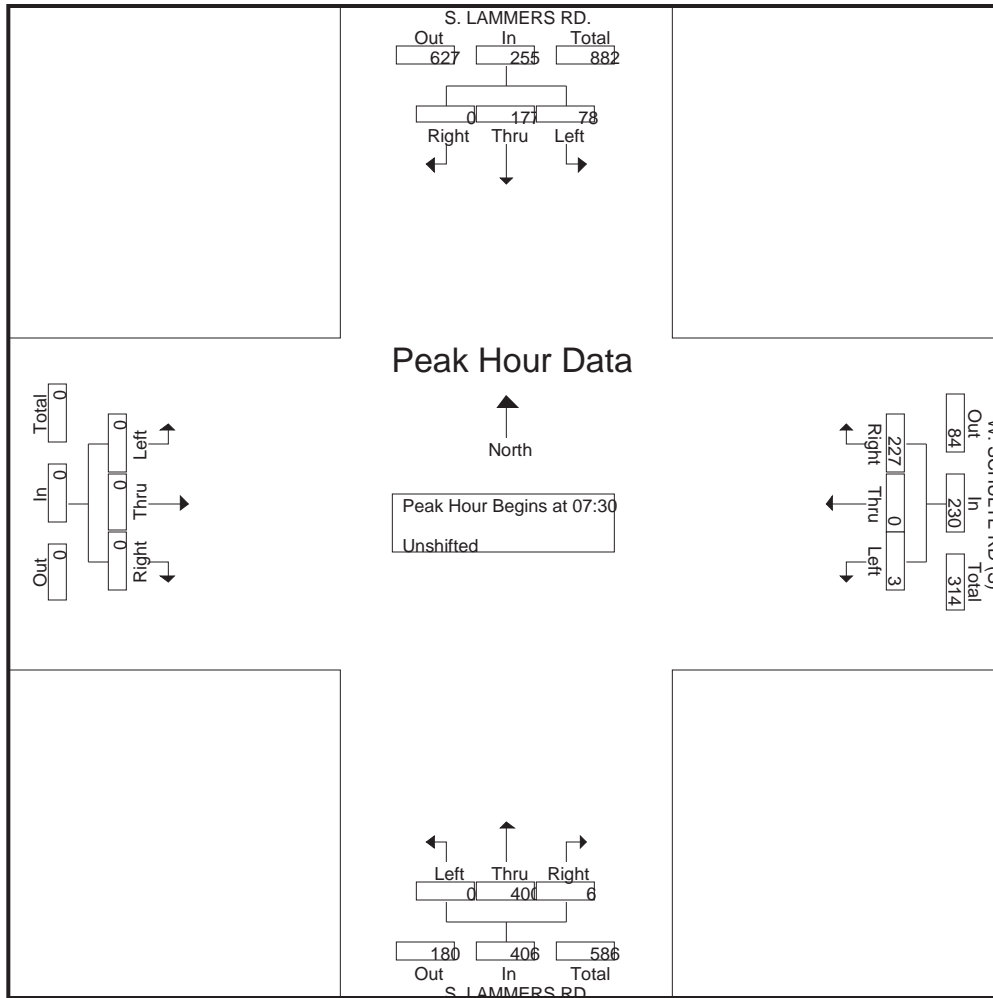 S. LAMMERS RD.
Out In Total
627 255 882
0 177 78
Right Thru Left
Peak Hour Data
North
Peak Hour Begins at 07:30
Unshifted
Total In Out
0 0 0
0 0 0
Left Thru Right
Out In Total
84 230 314
227 0 3
Right Thru Left
Left Thru Right
0 400 6
180 406 586
Out In Total
S. LAMMERS RD.